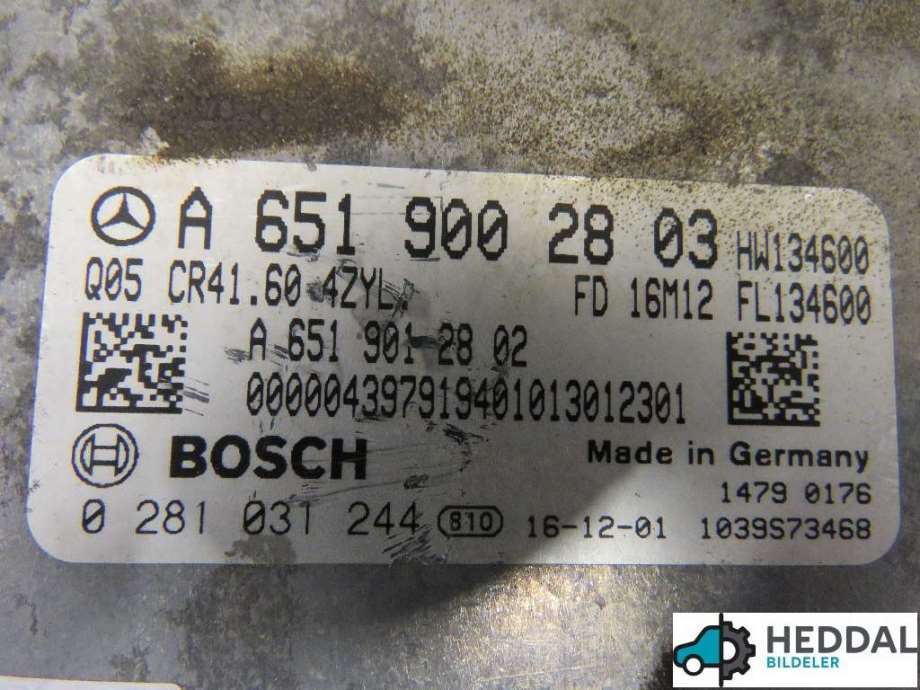 A 651 900 28 03 HW134600
Q05 CR41.60 4ZYL. FD 16M12 FL134600
A 651 901 28 02
00000439791940101301230​1
BOSCH Made in Germany
1479 0176
0 281 031 244 810 16-12-01 1039S73468
HEDDAL
BILDELER